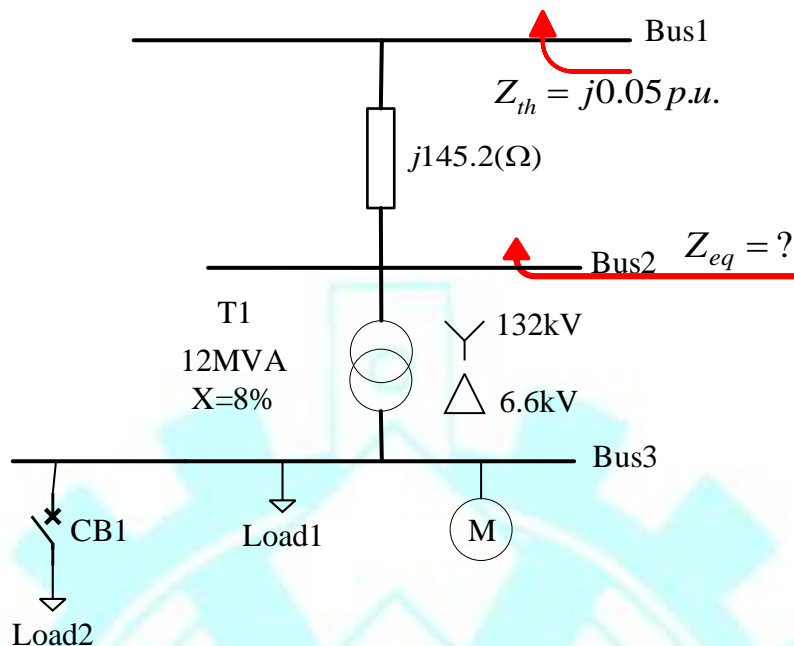 Bus1
Z_th = j0.05 p.u.
j145.2(Ω)
Z_eq = ?
Bus2
T1
132kV
12MVA
X=8%
6.6kV
Bus3
CB1
Load1
M
Load2